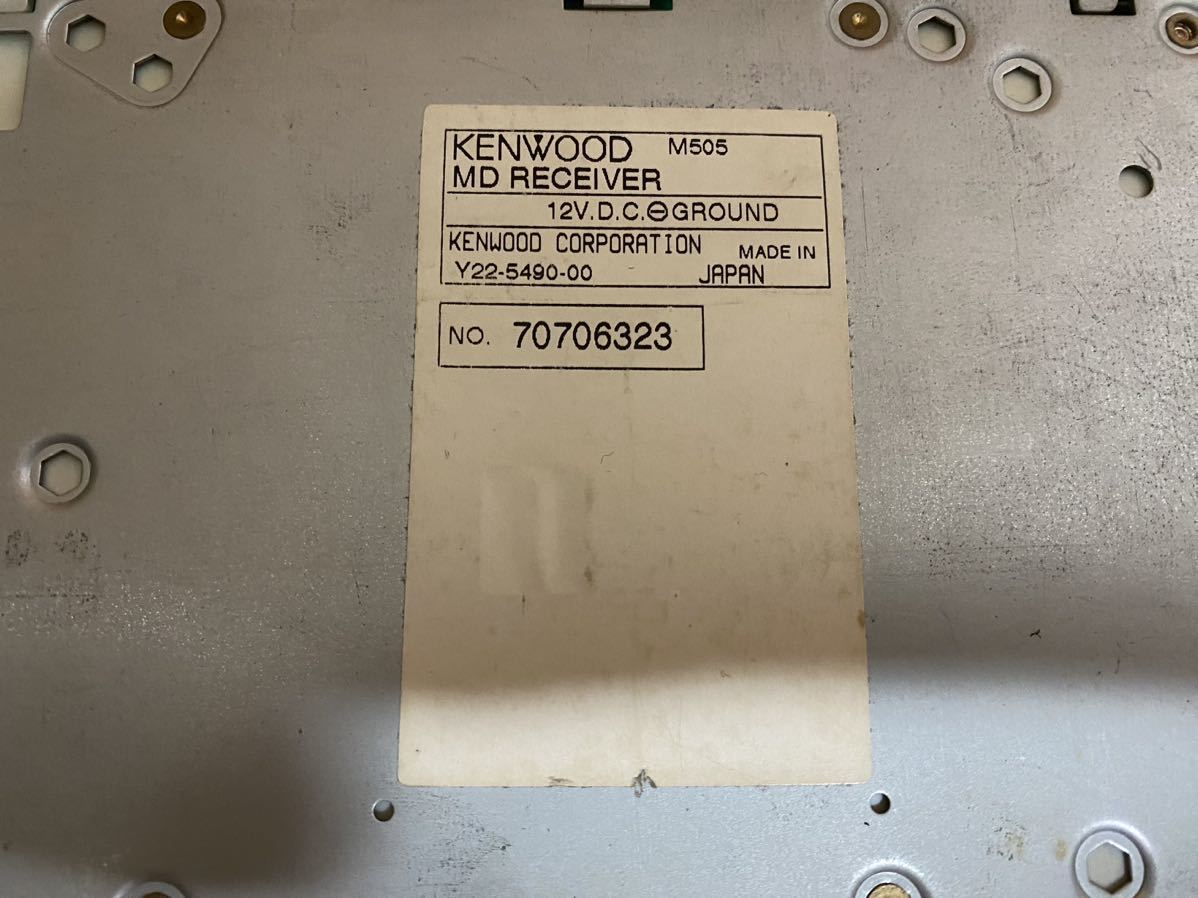 KENWOOD M505
MD RECEIVER
12V.D.C.⊖GROUND
KENWOOD CORPORATION MADE IN
Y22-5490-00 JAPAN
NO. 70706323